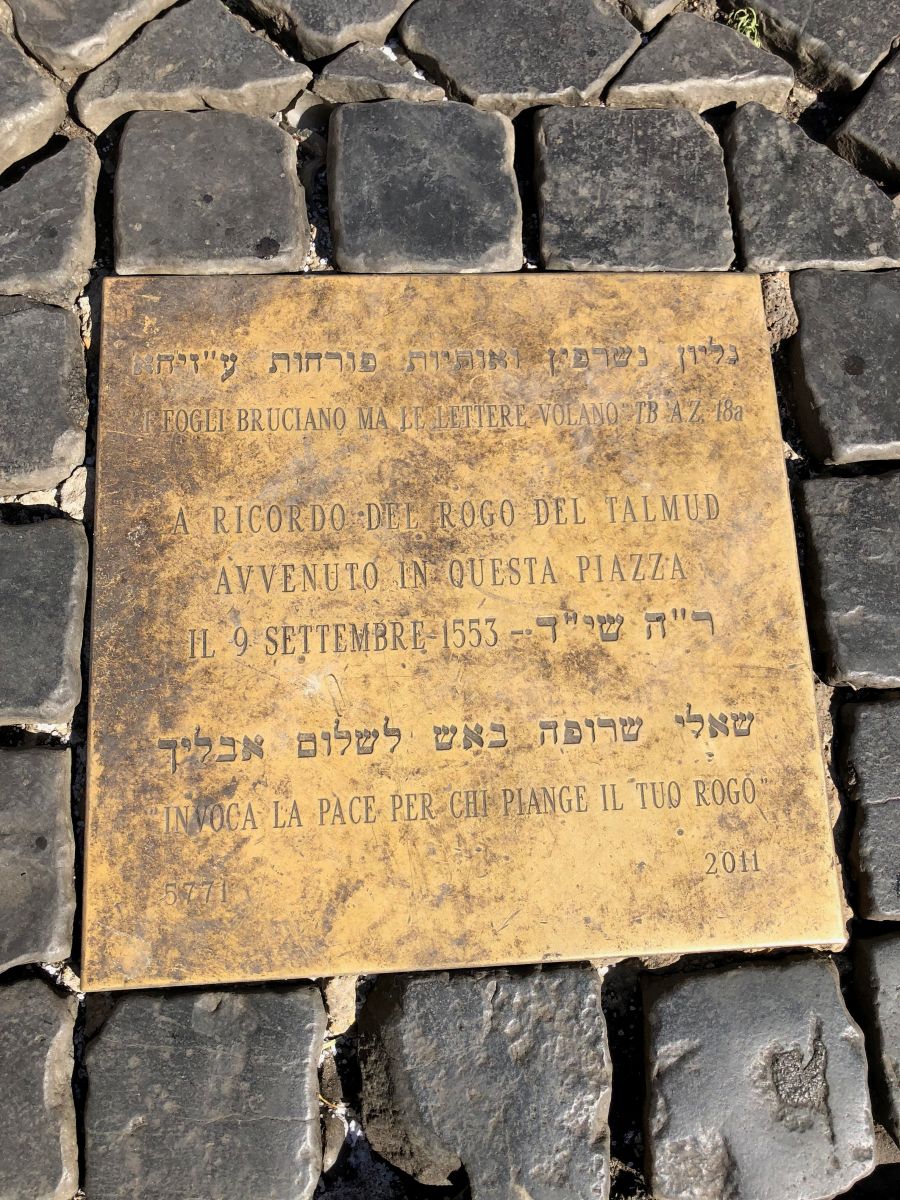 גליון נשרפין ואותיות פורחות ע"זיחא
"I FOGLI BRUCIANO MA LE LETTERE VOLANO" TB A.Z. 18a
A RICORDO DEL ROGO DEL TALMUD
AVVENUTO IN QUESTA PIAZZA
IL 9 SETTEMBRE 1553 - ר"ה שי"ד
שאלי שרופה באש לשלום אבליך
"INVOCA LA PACE PER CHI PIANGE IL TUO ROGO"
5771 2011